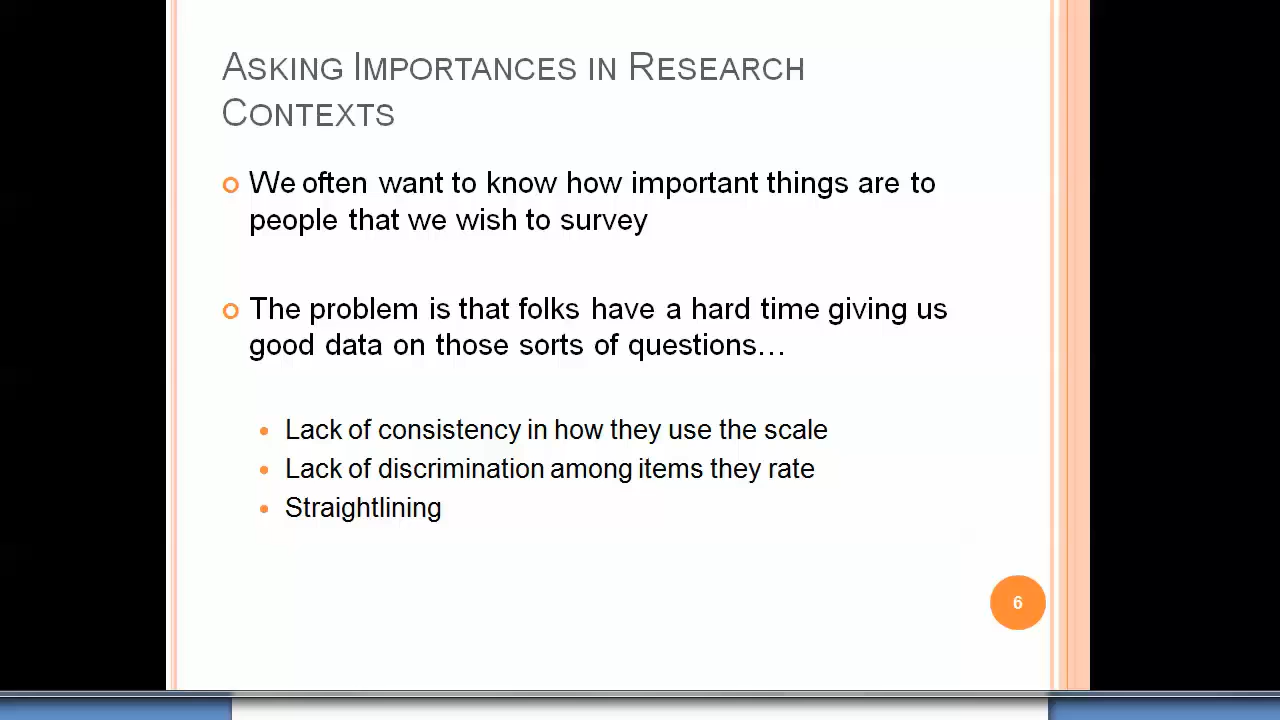 Asking Importances in Research
Contexts
We often want to know how important things are to
people that we wish to survey
The problem is that folks have a hard time giving us
good data on those sorts of questions…
Lack of consistency in how they use the scale
Lack of discrimination among items they rate
Straightlining
6